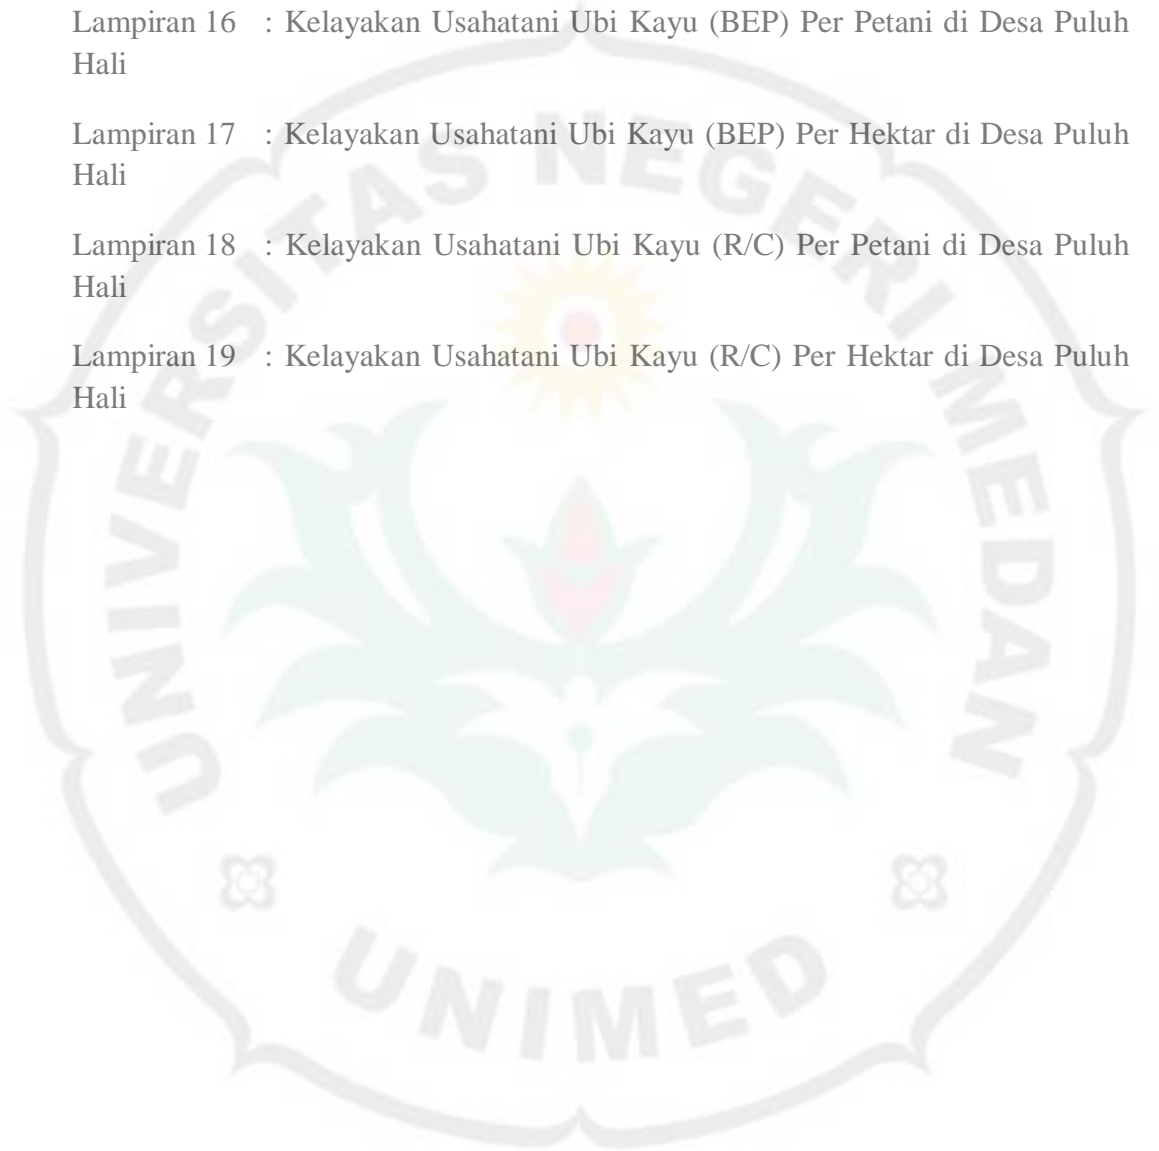 Lampiran 16 : Kelayakan Usahatani Ubi Kayu (BEP) Per Petani di Desa Puluh
Hali
Lampiran 17 : Kelayakan Usahatani Ubi Kayu (BEP) Per Hektar di Desa Puluh
Hali
Lampiran 18 : Kelayakan Usahatani Ubi Kayu (R/C) Per Petani di Desa Puluh
Hali
Lampiran 19 : Kelayakan Usahatani Ubi Kayu (R/C) Per Hektar di Desa Puluh
Hali
UNIVERSITAS NEGERI MEDAN
UNIMED